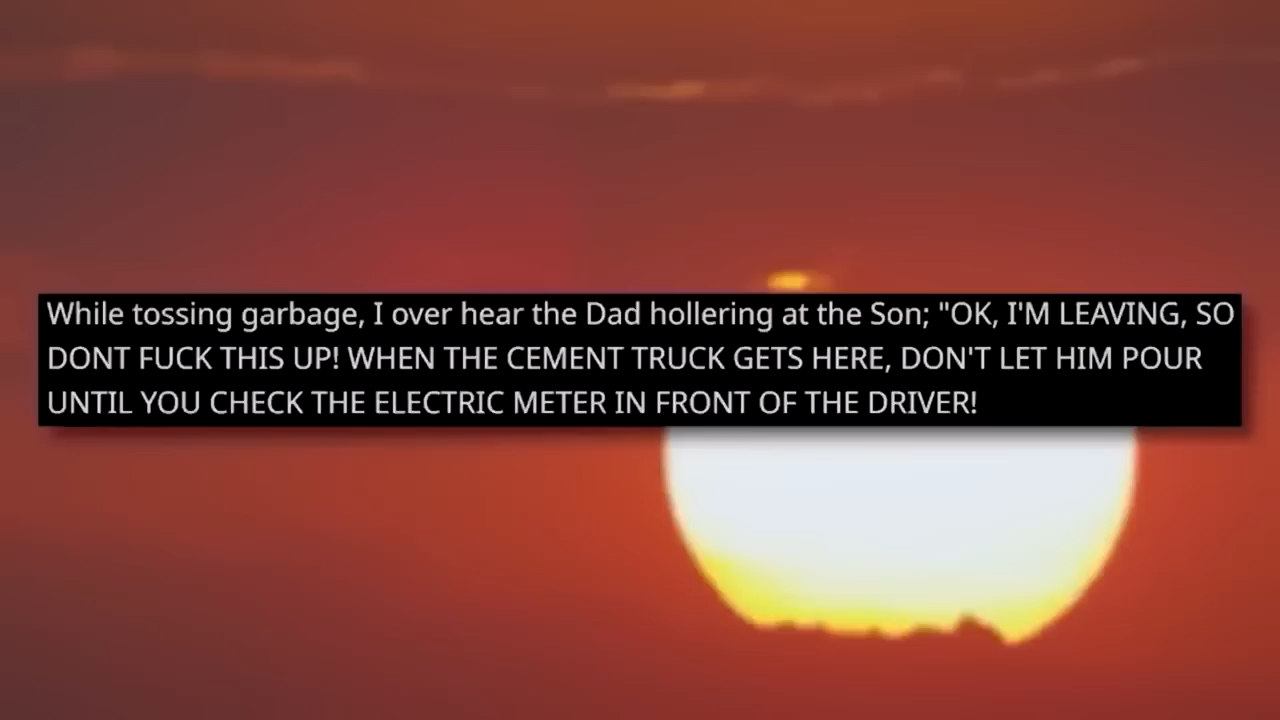 While tossing garbage, I over hear the Dad hollering at the Son; "OK, I'M LEAVING, SO
DONT FUCK THIS UP! WHEN THE CEMENT TRUCK GETS HERE, DON'T LET HIM POUR
UNTIL YOU CHECK THE ELECTRIC METER IN FRONT OF THE DRIVER!